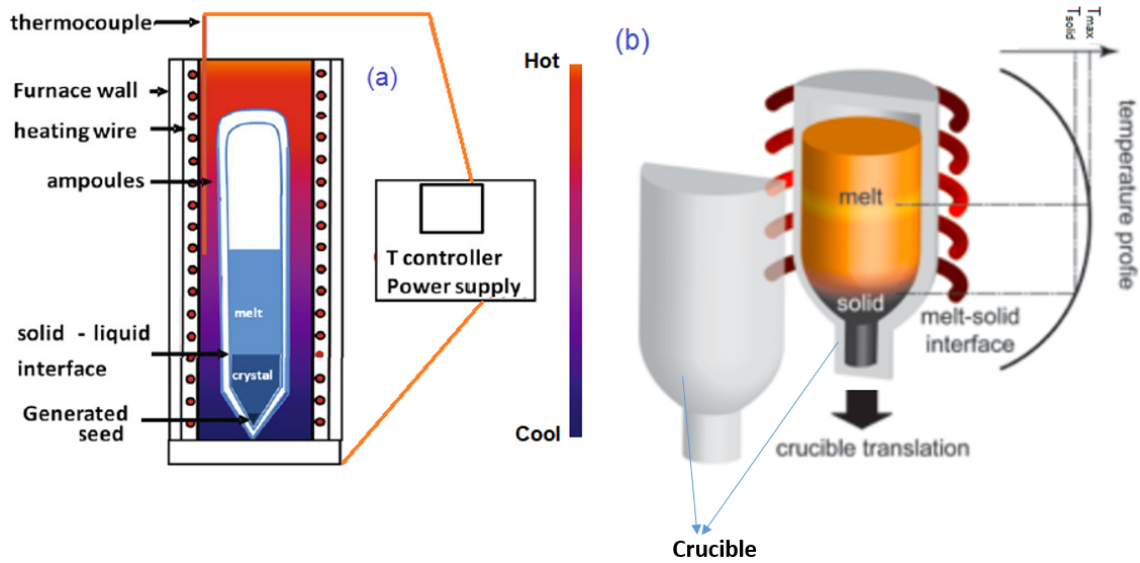 thermocouple
Furnace wall
heating wire
ampoules
solid - liquid
interface
Generated
seed
(a)
melt
crystal
T controller
Power supply
Hot
Cool
(b)
melt
solid
melt-solid
interface
crucible translation
Crucible
T solid
T max
temperature profie